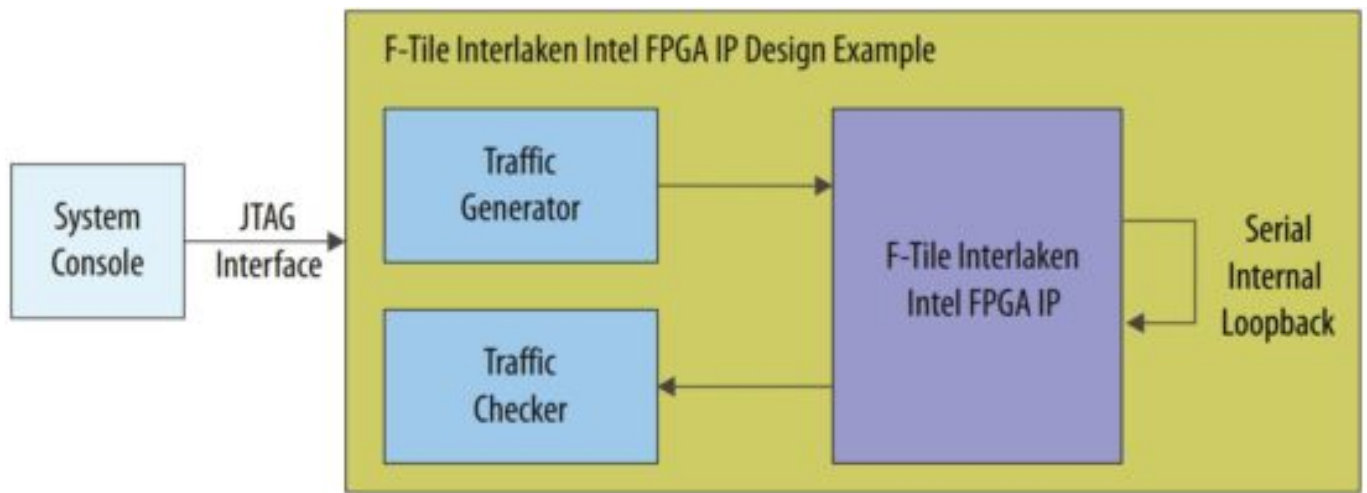 F-Tile Interlaken Intel FPGA IP Design Example
System
Console
JTAG
Interface
Traffic
Generator
Traffic
Checker
F-Tile Interlaken
Intel FPGA IP
Serial
Internal
Loopback